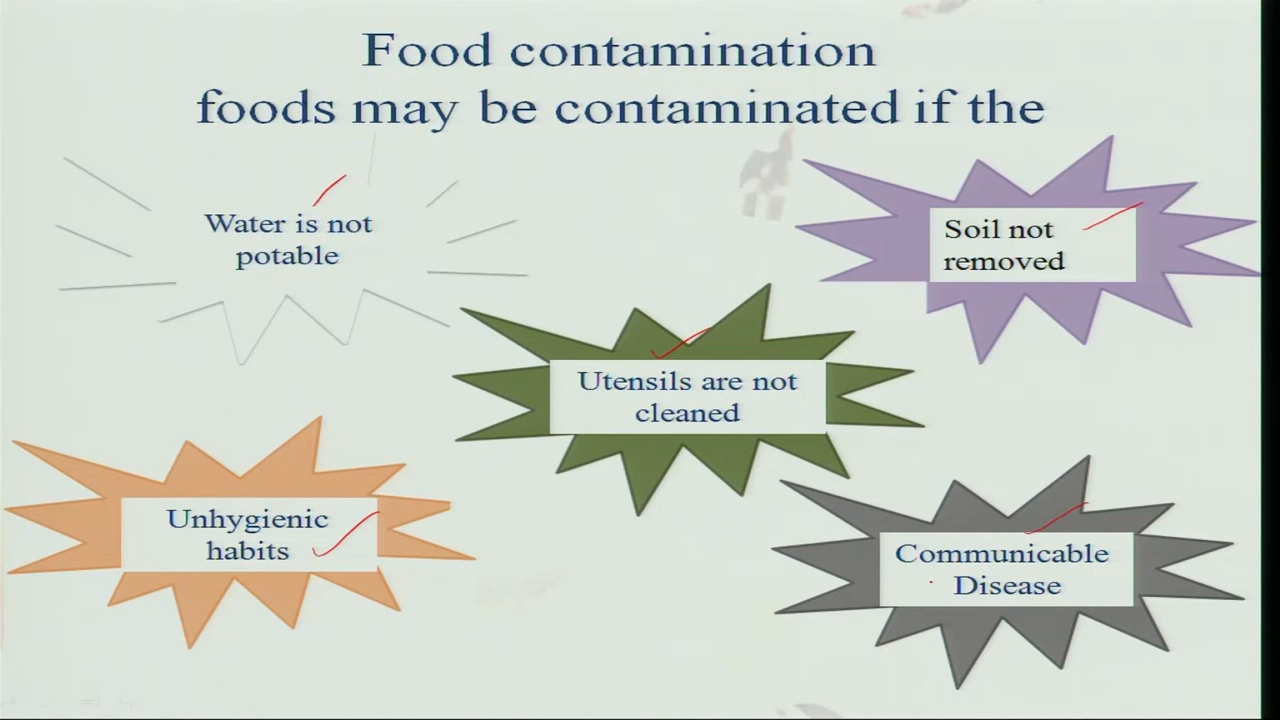 Food contamination
foods may be contaminated if the
Water is not
potable
Soil not
removed
Utensils are not
cleaned
Unhygienic
habits
Communicable
Disease